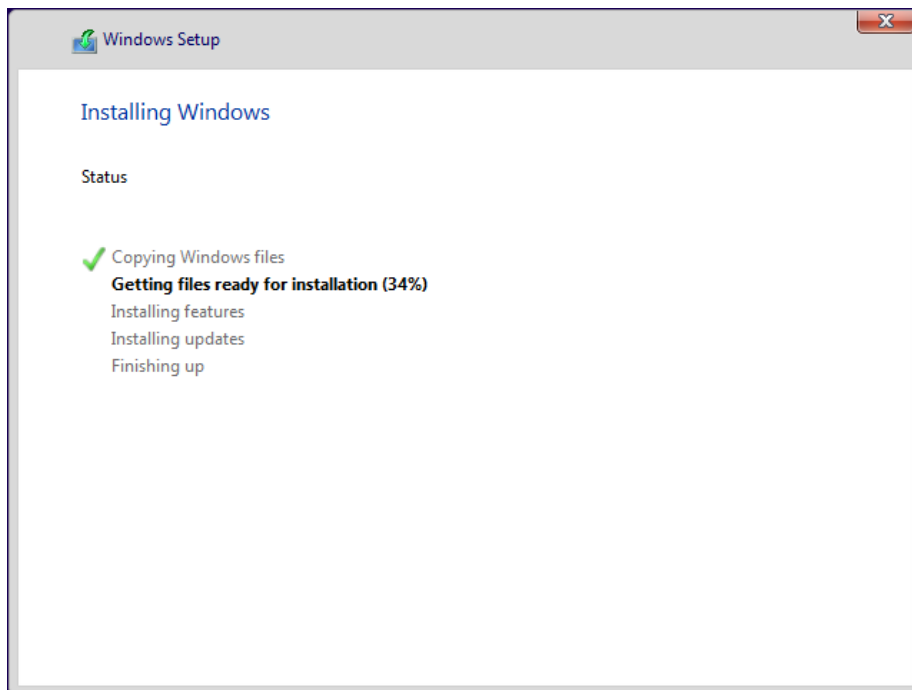 Windows Setup
Installing Windows
Status
Copying Windows files
Getting files ready for installation (34%)
Installing features
Installing updates
Finishing up